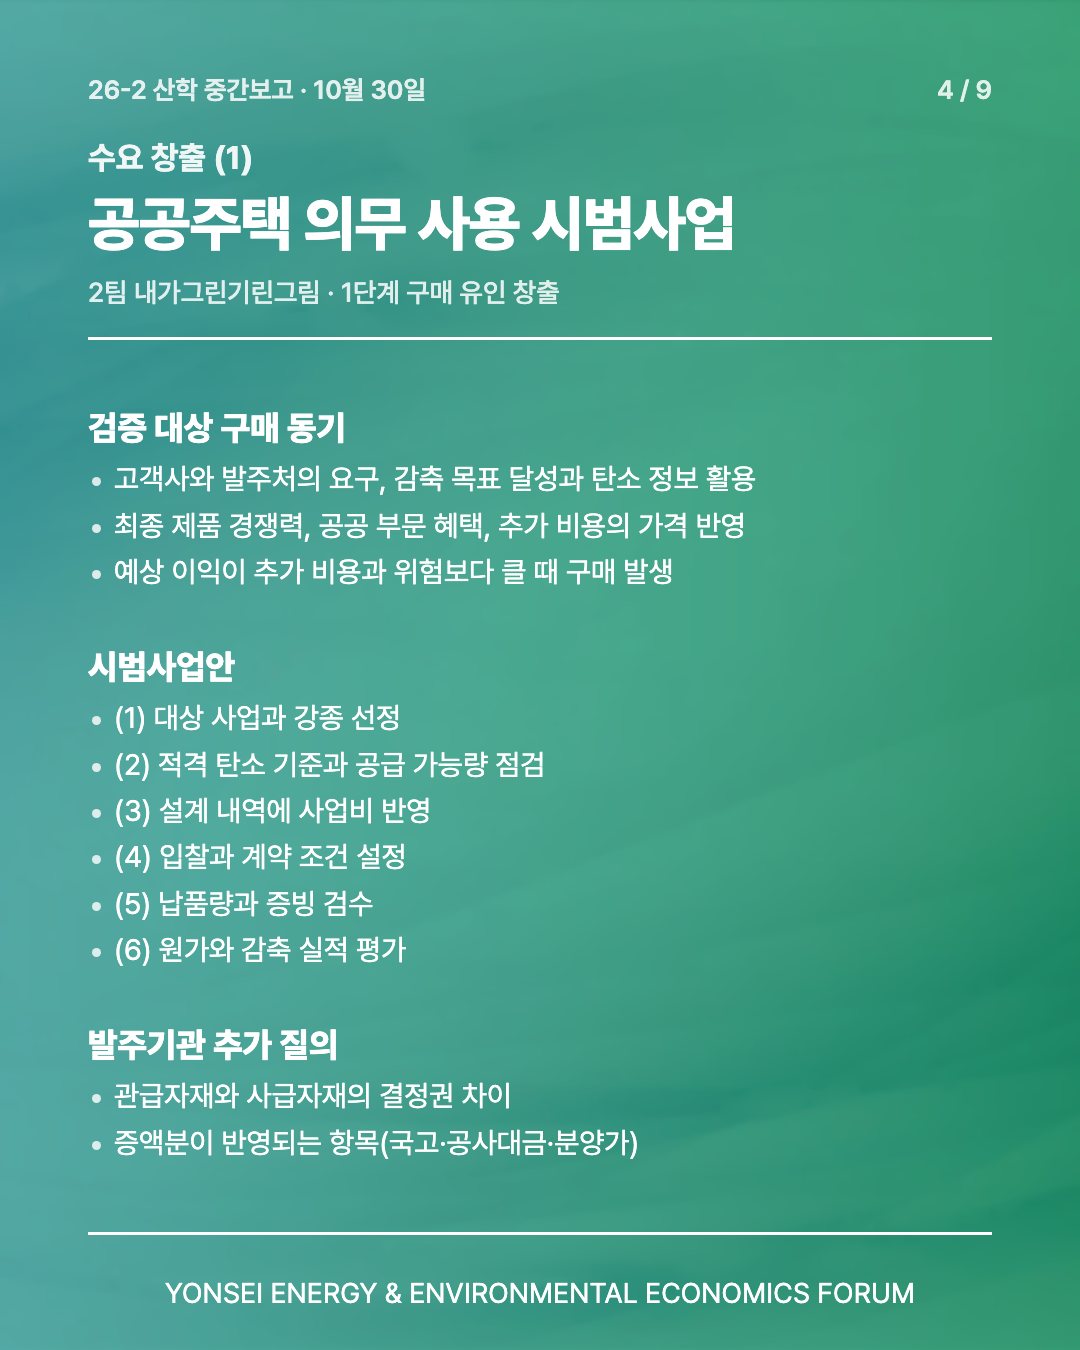 26-2 산학 중간보고 · 10월 30일
4 / 9
수요 창출 (1)
공공주택 의무 사용 시범사업
2팀 내가그린기린그림 · 1단계 구매 유인 창출
검증 대상 구매 동기
• 고객사와 발주처의 요구, 감축 목표 달성과 탄소 정보 활용
• 최종 제품 경쟁력, 공공 부문 혜택, 추가 비용의 가격 반영
• 예상 이익이 추가 비용과 위험보다 클 때 구매 발생
시범사업안
• (1) 대상 사업과 강종 선정
• (2) 적격 탄소 기준과 공급 가능량 점검
• (3) 설계 내역에 사업비 반영
• (4) 입찰과 계약 조건 설정
• (5) 납품량과 증빙 검수
• (6) 원가와 감축 실적 평가
발주기관 추가 질의
• 관급자재와 사급자재의 결정권 차이
• 증액분이 반영되는 항목(국고·공사대금·분양가)
YONSEI ENERGY & ENVIRONMENTAL ECONOMICS FORUM